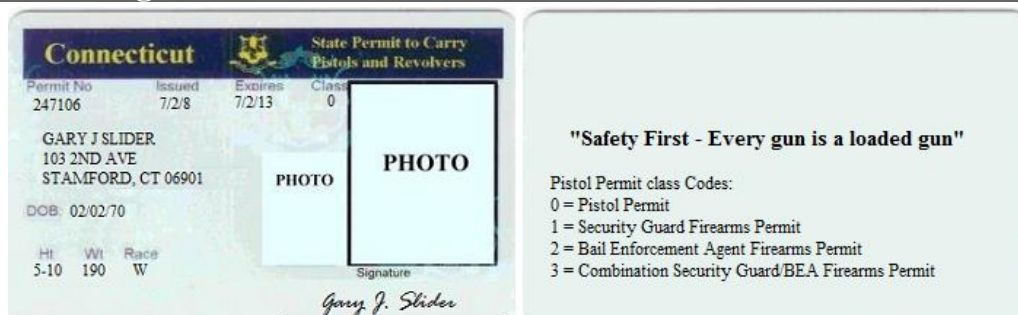 Connecticut
State Permit to Carry
Pistols and Revolvers
Permit No Issued Expires Class
247106 7/2/8 7/2/13 0
GARY J SLIDER
103 2ND AVE
STAMFORD, CT 06901
DOB: 02/02/70
Ht Wt Race
5-10 190 W
PHOTO
PHOTO
Signature
Gary J. Slider
"Safety First - Every gun is a loaded gun"
Pistol Permit class Codes:
0 = Pistol Permit
1 = Security Guard Firearms Permit
2 = Bail Enforcement Agent Firearms Permit
3 = Combination Security Guard/BEA Firearms Permit